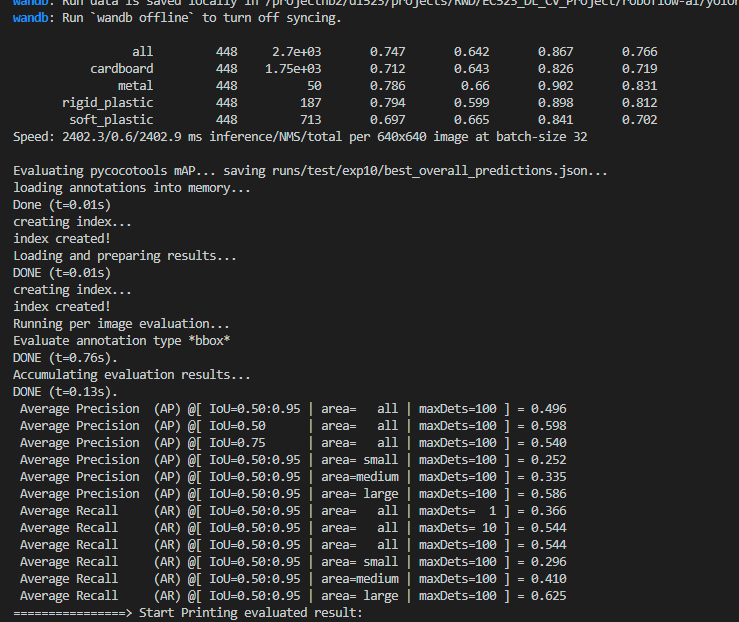 wandb: Run data is saved locally in /projectnb2/dl523/projects/RWD/EC523_DL_CV_Project/roboflow-ai/yolor
wandb: Run `wandb offline` to turn off syncing.
all 448 2.7e+03 0.747 0.642 0.867 0.766
cardboard 448 1.75e+03 0.712 0.643 0.826 0.719
metal 448 50 0.786 0.66 0.902 0.831
rigid_plastic 448 187 0.794 0.599 0.898 0.812
soft_plastic 448 713 0.697 0.665 0.841 0.702
Speed: 2402.3/0.6/2402.9 ms inference/NMS/total per 640x640 image at batch-size 32
Evaluating pycocotools mAP... saving runs/test/exp10/best_overall_predictions.json...
loading annotations into memory...
Done (t=0.01s)
creating index...
index created!
Loading and preparing results...
DONE (t=0.01s)
creating index...
index created!
Running per image evaluation...
Evaluate annotation type *bbox*
DONE (t=0.76s).
Accumulating evaluation results...
DONE (t=0.13s).
Average Precision (AP) @[ IoU=0.50:0.95 | area= all | maxDets=100 ] = 0.496
Average Precision (AP) @[ IoU=0.50 | area= all | maxDets=100 ] = 0.598
Average Precision (AP) @[ IoU=0.75 | area= all | maxDets=100 ] = 0.540
Average Precision (AP) @[ IoU=0.50:0.95 | area= small | maxDets=100 ] = 0.252
Average Precision (AP) @[ IoU=0.50:0.95 | area=medium | maxDets=100 ] = 0.335
Average Precision (AP) @[ IoU=0.50:0.95 | area= large | maxDets=100 ] = 0.586
Average Recall (AR) @[ IoU=0.50:0.95 | area= all | maxDets= 1 ] = 0.366
Average Recall (AR) @[ IoU=0.50:0.95 | area= all | maxDets= 10 ] = 0.544
Average Recall (AR) @[ IoU=0.50:0.95 | area= all | maxDets=100 ] = 0.544
Average Recall (AR) @[ IoU=0.50:0.95 | area= small | maxDets=100 ] = 0.296
Average Recall (AR) @[ IoU=0.50:0.95 | area=medium | maxDets=100 ] = 0.410
Average Recall (AR) @[ IoU=0.50:0.95 | area= large | maxDets=100 ] = 0.625
================> Start Printing evaluated result: